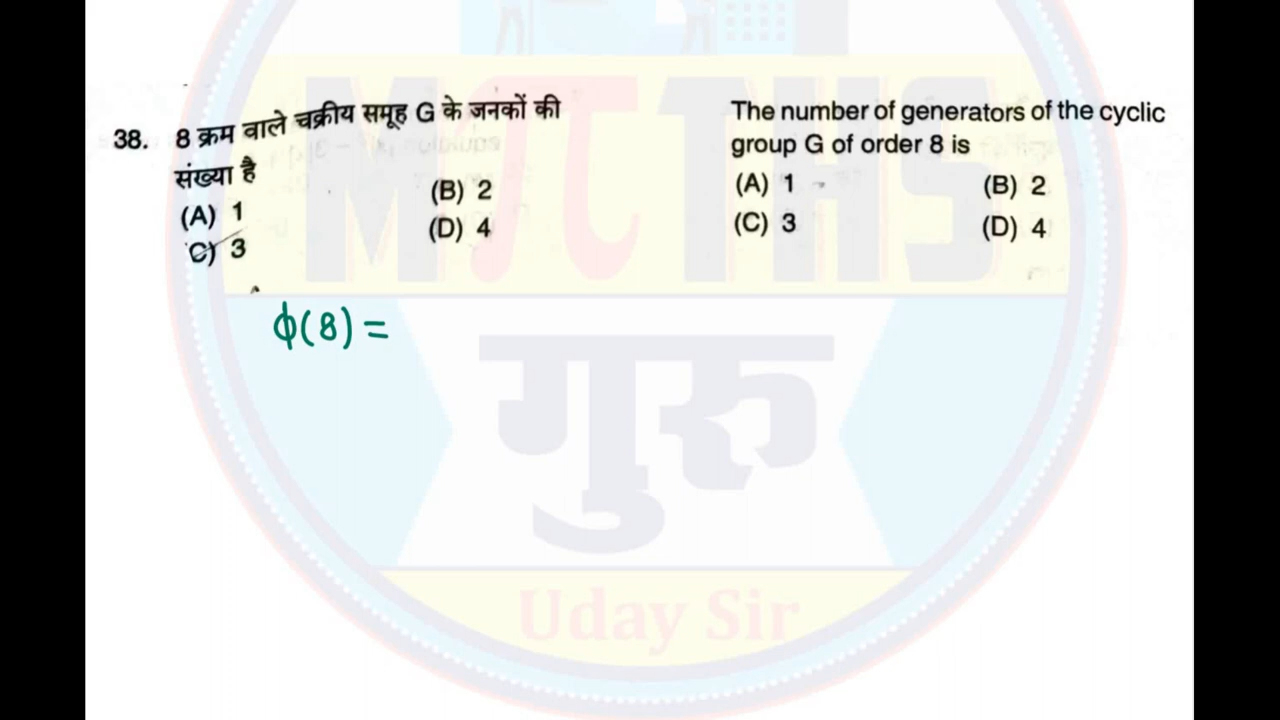 38. 8 क्रम वाले चक्रीय समूह G के जनकों की
संख्या है
(A) 1 (B) 2
(C) 3 (D) 4
The number of generators of the cyclic
group G of order 8 is
(A) 1 (B) 2
(C) 3 (D) 4
ϕ(8) =
MπTHS
गुरु
Uday Sir